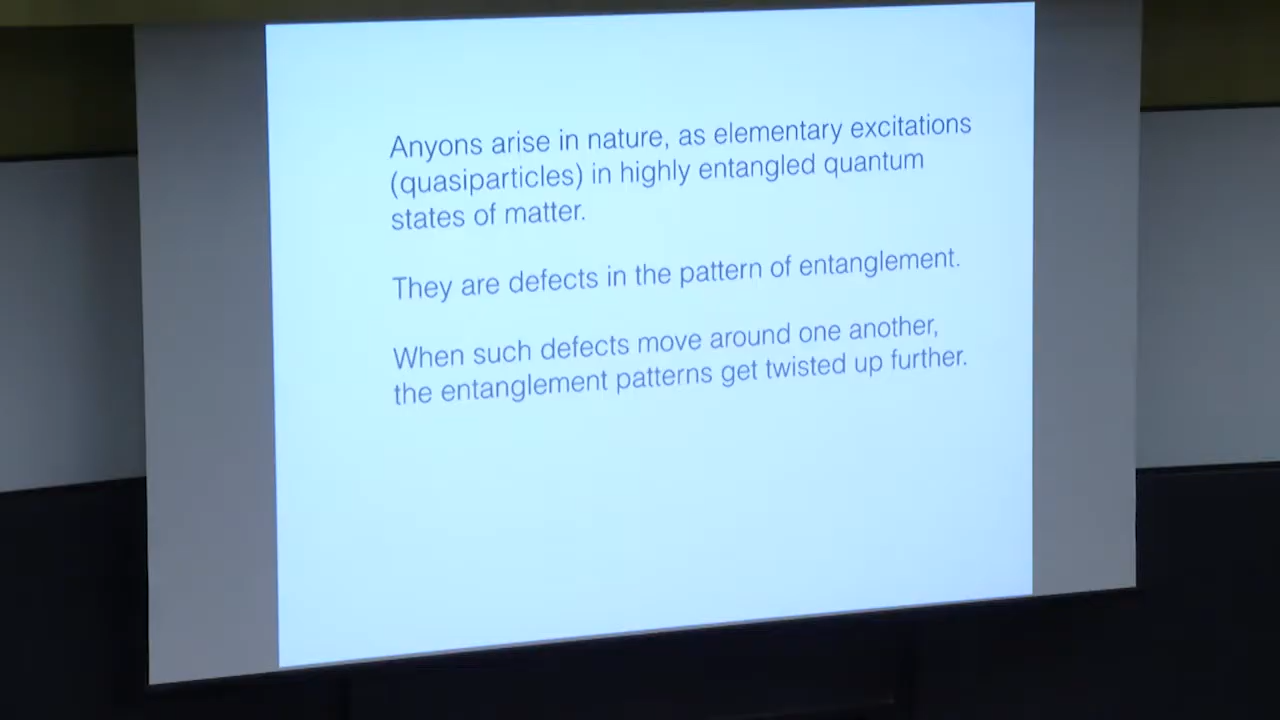 Anyons arise in nature, as elementary excitations
(quasiparticles) in highly entangled quantum
states of matter.
They are defects in the pattern of entanglement.
When such defects move around one another,
the entanglement patterns get twisted up further.